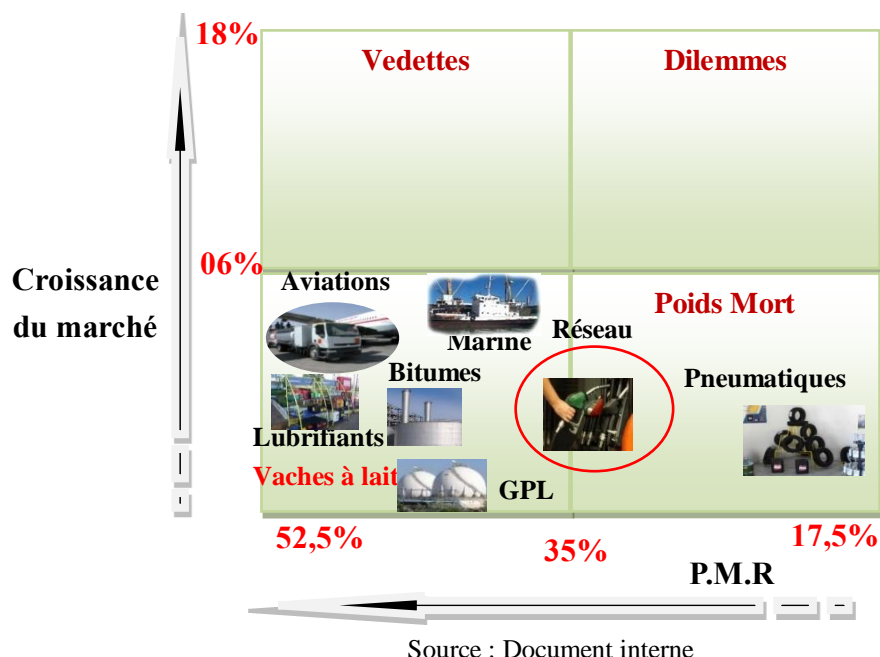 18%
Vedettes
Dilemmes
06%
Croissance
du marché
Aviations
Marine
Réseau
Poids Mort
Bitumes
Pneumatiques
Lubrifiants
Vaches à lait
GPL
52,5%
35%
17,5%
P.M.R
Source : Document interne